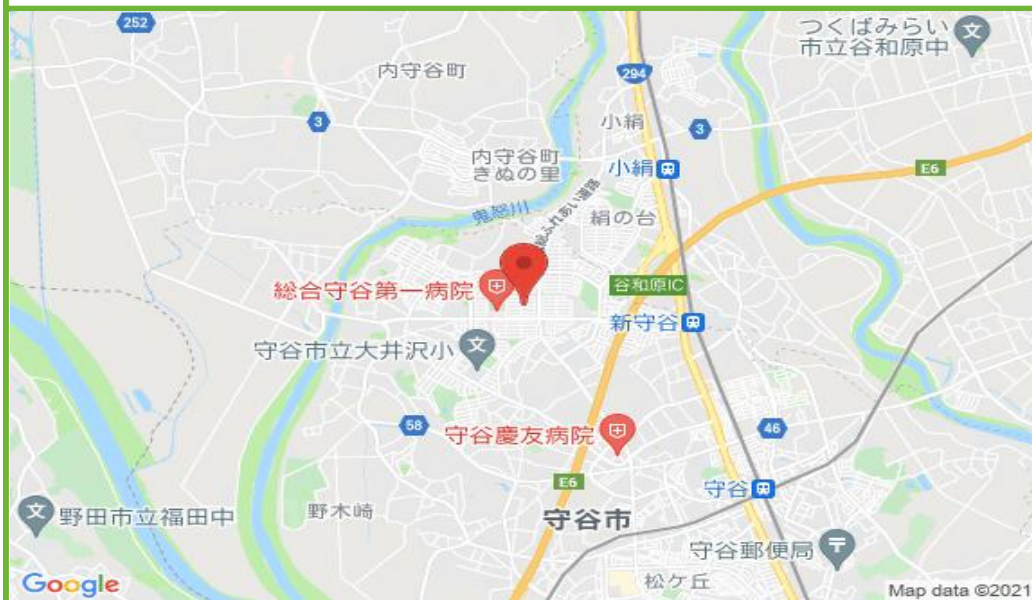 252
つくばみらい
市立谷和原中
内守谷町
294
3
小絹
3
内守谷町
きぬの里
小絹
E6
鬼怒川
絹の台
総合守谷第一病院
谷和原IC
新守谷
守谷市立大井沢小
58
守谷慶友病院
46
E6
守谷
野田市立福田中
野木崎
守谷市
守谷郵便局
松ケ丘
Google
Map data ©2021